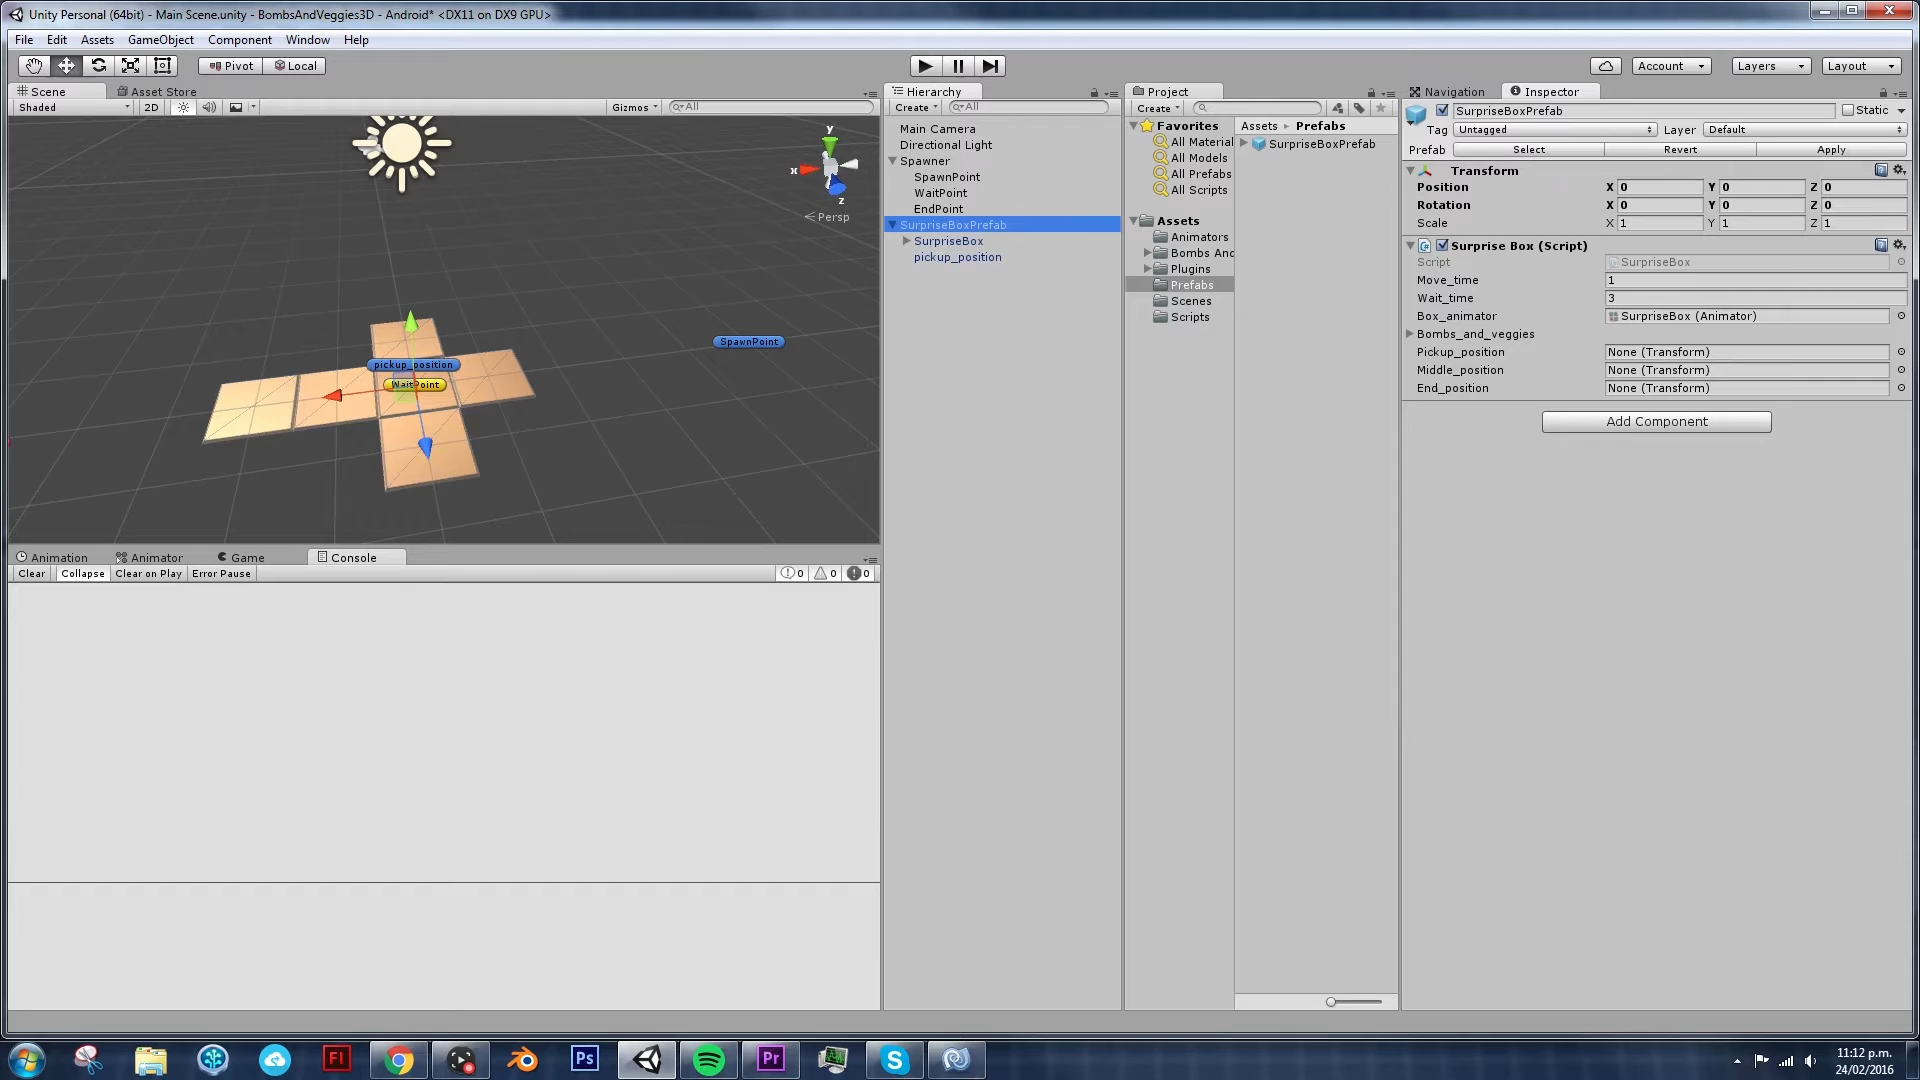 Unity Personal (64bit) - Main Scene.unity - BombsAndVeggies3D - Android* <DX11 on DX9 GPU>
File Edit Assets GameObject Component Window Help
Pivot Local Account Layers Layout
Scene Asset Store
Shaded 2D Gizmos All
y
x
z
Persp
SpawnPoint
pickup_position
WaitPoint
Animation Animator Game Console
Clear Collapse Clear on Play Error Pause 0 0 0
Hierarchy
Create All
Main Camera
Directional Light
Spawner
SpawnPoint
WaitPoint
EndPoint
SurpriseBoxPrefab
SurpriseBox
pickup_position
Project
Create
Favorites
All Material
All Models
All Prefabs
All Scripts
Assets
Animators
Bombs And
Plugins
Prefabs
Scenes
Scripts
Assets Prefabs
SurpriseBoxPrefab
Navigation Inspector
SurpriseBoxPrefab Static
Tag Untagged Layer Default
Prefab Select Revert Apply
Transform
Position X 0 Y 0 Z 0
Rotation X 0 Y 0 Z 0
Scale X 1 Y 1 Z 1
Surprise Box (Script)
Script SurpriseBox
Move_time 1
Wait_time 3
Box_animator SurpriseBox (Animator)
Bombs_and_veggies
Pickup_position None (Transform)
Middle_position None (Transform)
End_position None (Transform)
Add Component
Fl Ps Pr S
11:12 p.m.
24/02/2016